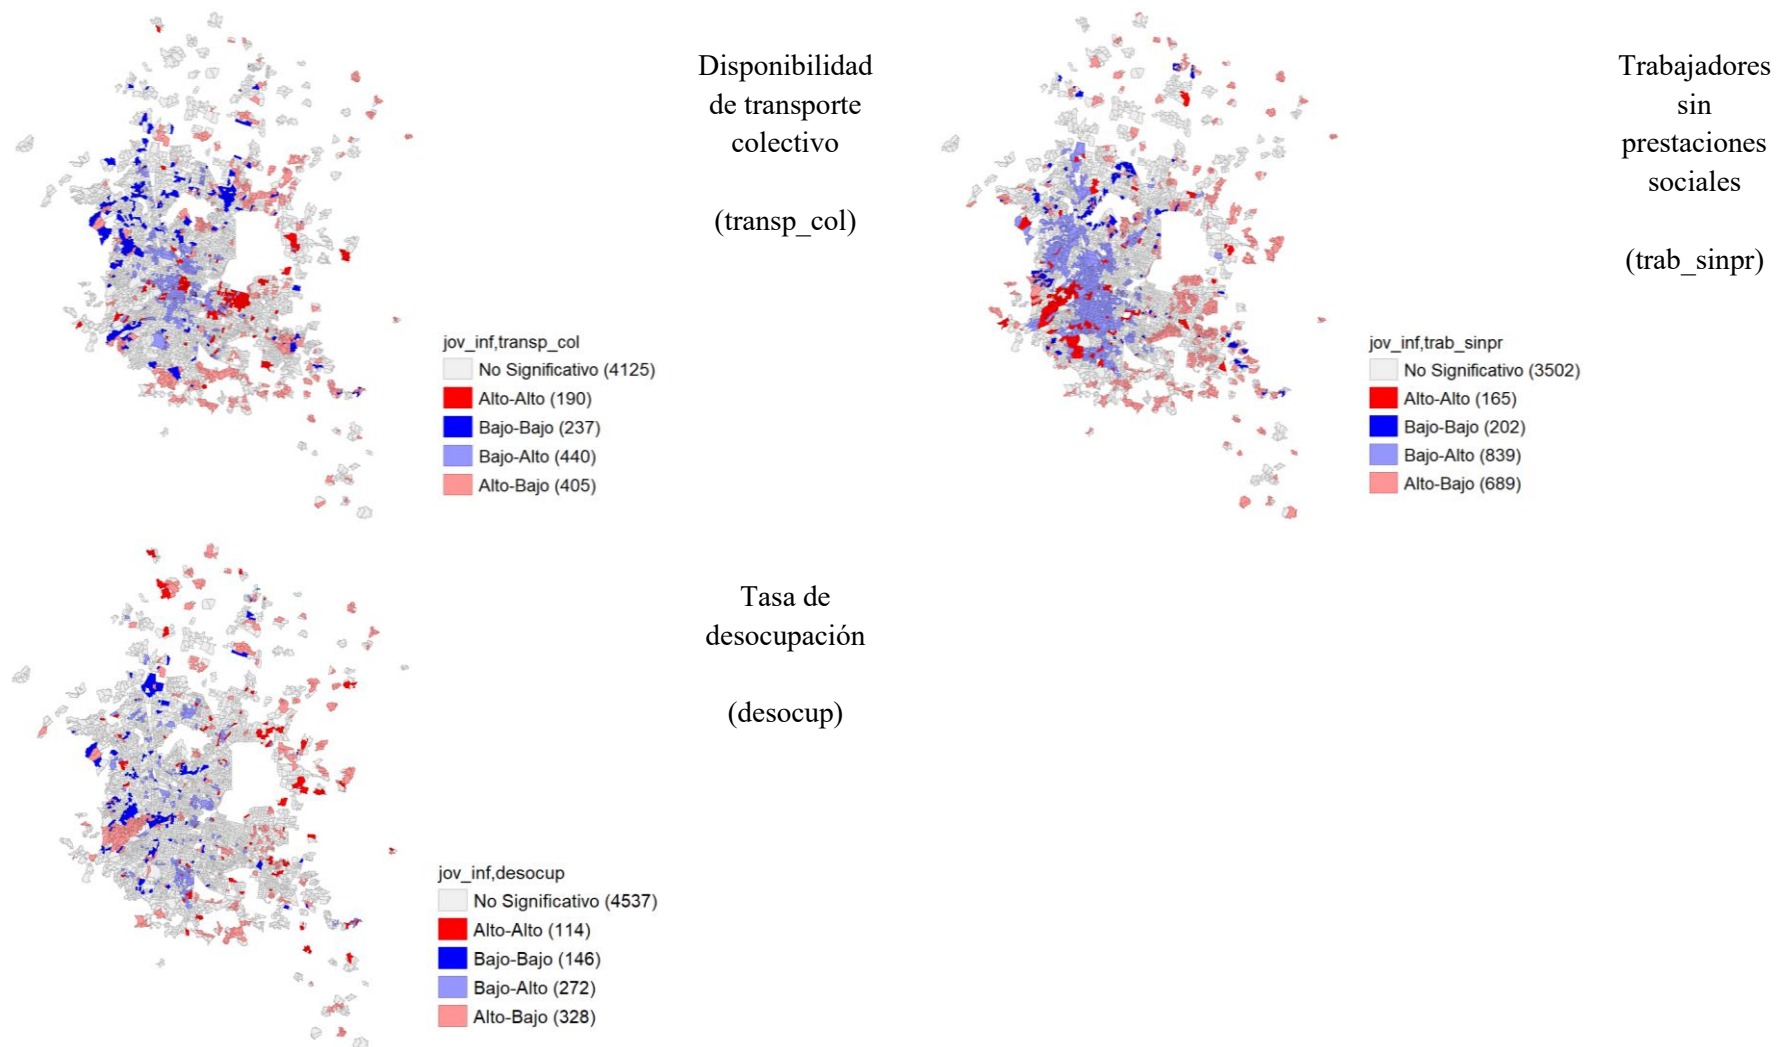 Disponibilidad
de transporte
colectivo
(transp_col)
jov_inf,transp_col
No Significativo (4125)
Alto-Alto (190)
Bajo-Bajo (237)
Bajo-Alto (440)
Alto-Bajo (405)
Trabajadores
sin
prestaciones
sociales
(trab_sinpr)
jov_inf,trab_sinpr
No Significativo (3502)
Alto-Alto (165)
Bajo-Bajo (202)
Bajo-Alto (839)
Alto-Bajo (689)
Tasa de
desocupación
(desocup)
jov_inf,desocup
No Significativo (4537)
Alto-Alto (114)
Bajo-Bajo (146)
Bajo-Alto (272)
Alto-Bajo (328)